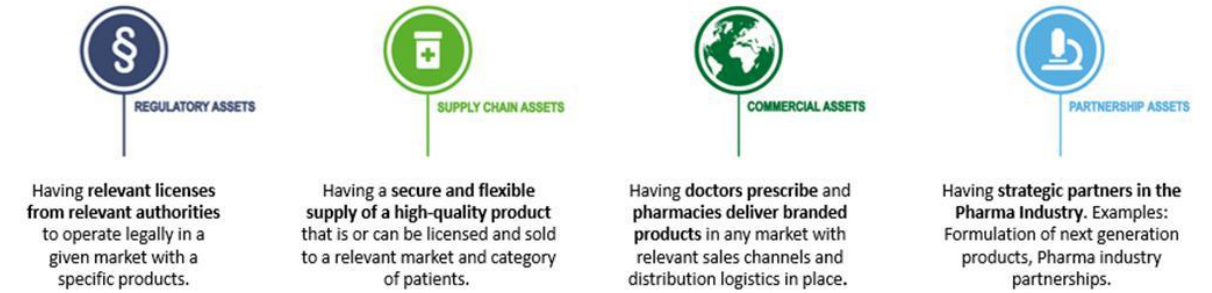 §
REGULATORY ASSETS
Having relevant licenses
from relevant authorities
to operate legally in a
given market with a
specific products.
SUPPLY CHAIN ASSETS
Having a secure and flexible
supply of a high-quality product
that is or can be licensed and sold
to a relevant market and category
of patients.
COMMERCIAL ASSETS
Having doctors prescribe and
pharmacies deliver branded
products in any market with
relevant sales channels and
distribution logistics in place.
PARTNERSHIP ASSETS
Having strategic partners in the
Pharma Industry. Examples:
Formulation of next generation
products, Pharma industry
partnerships.